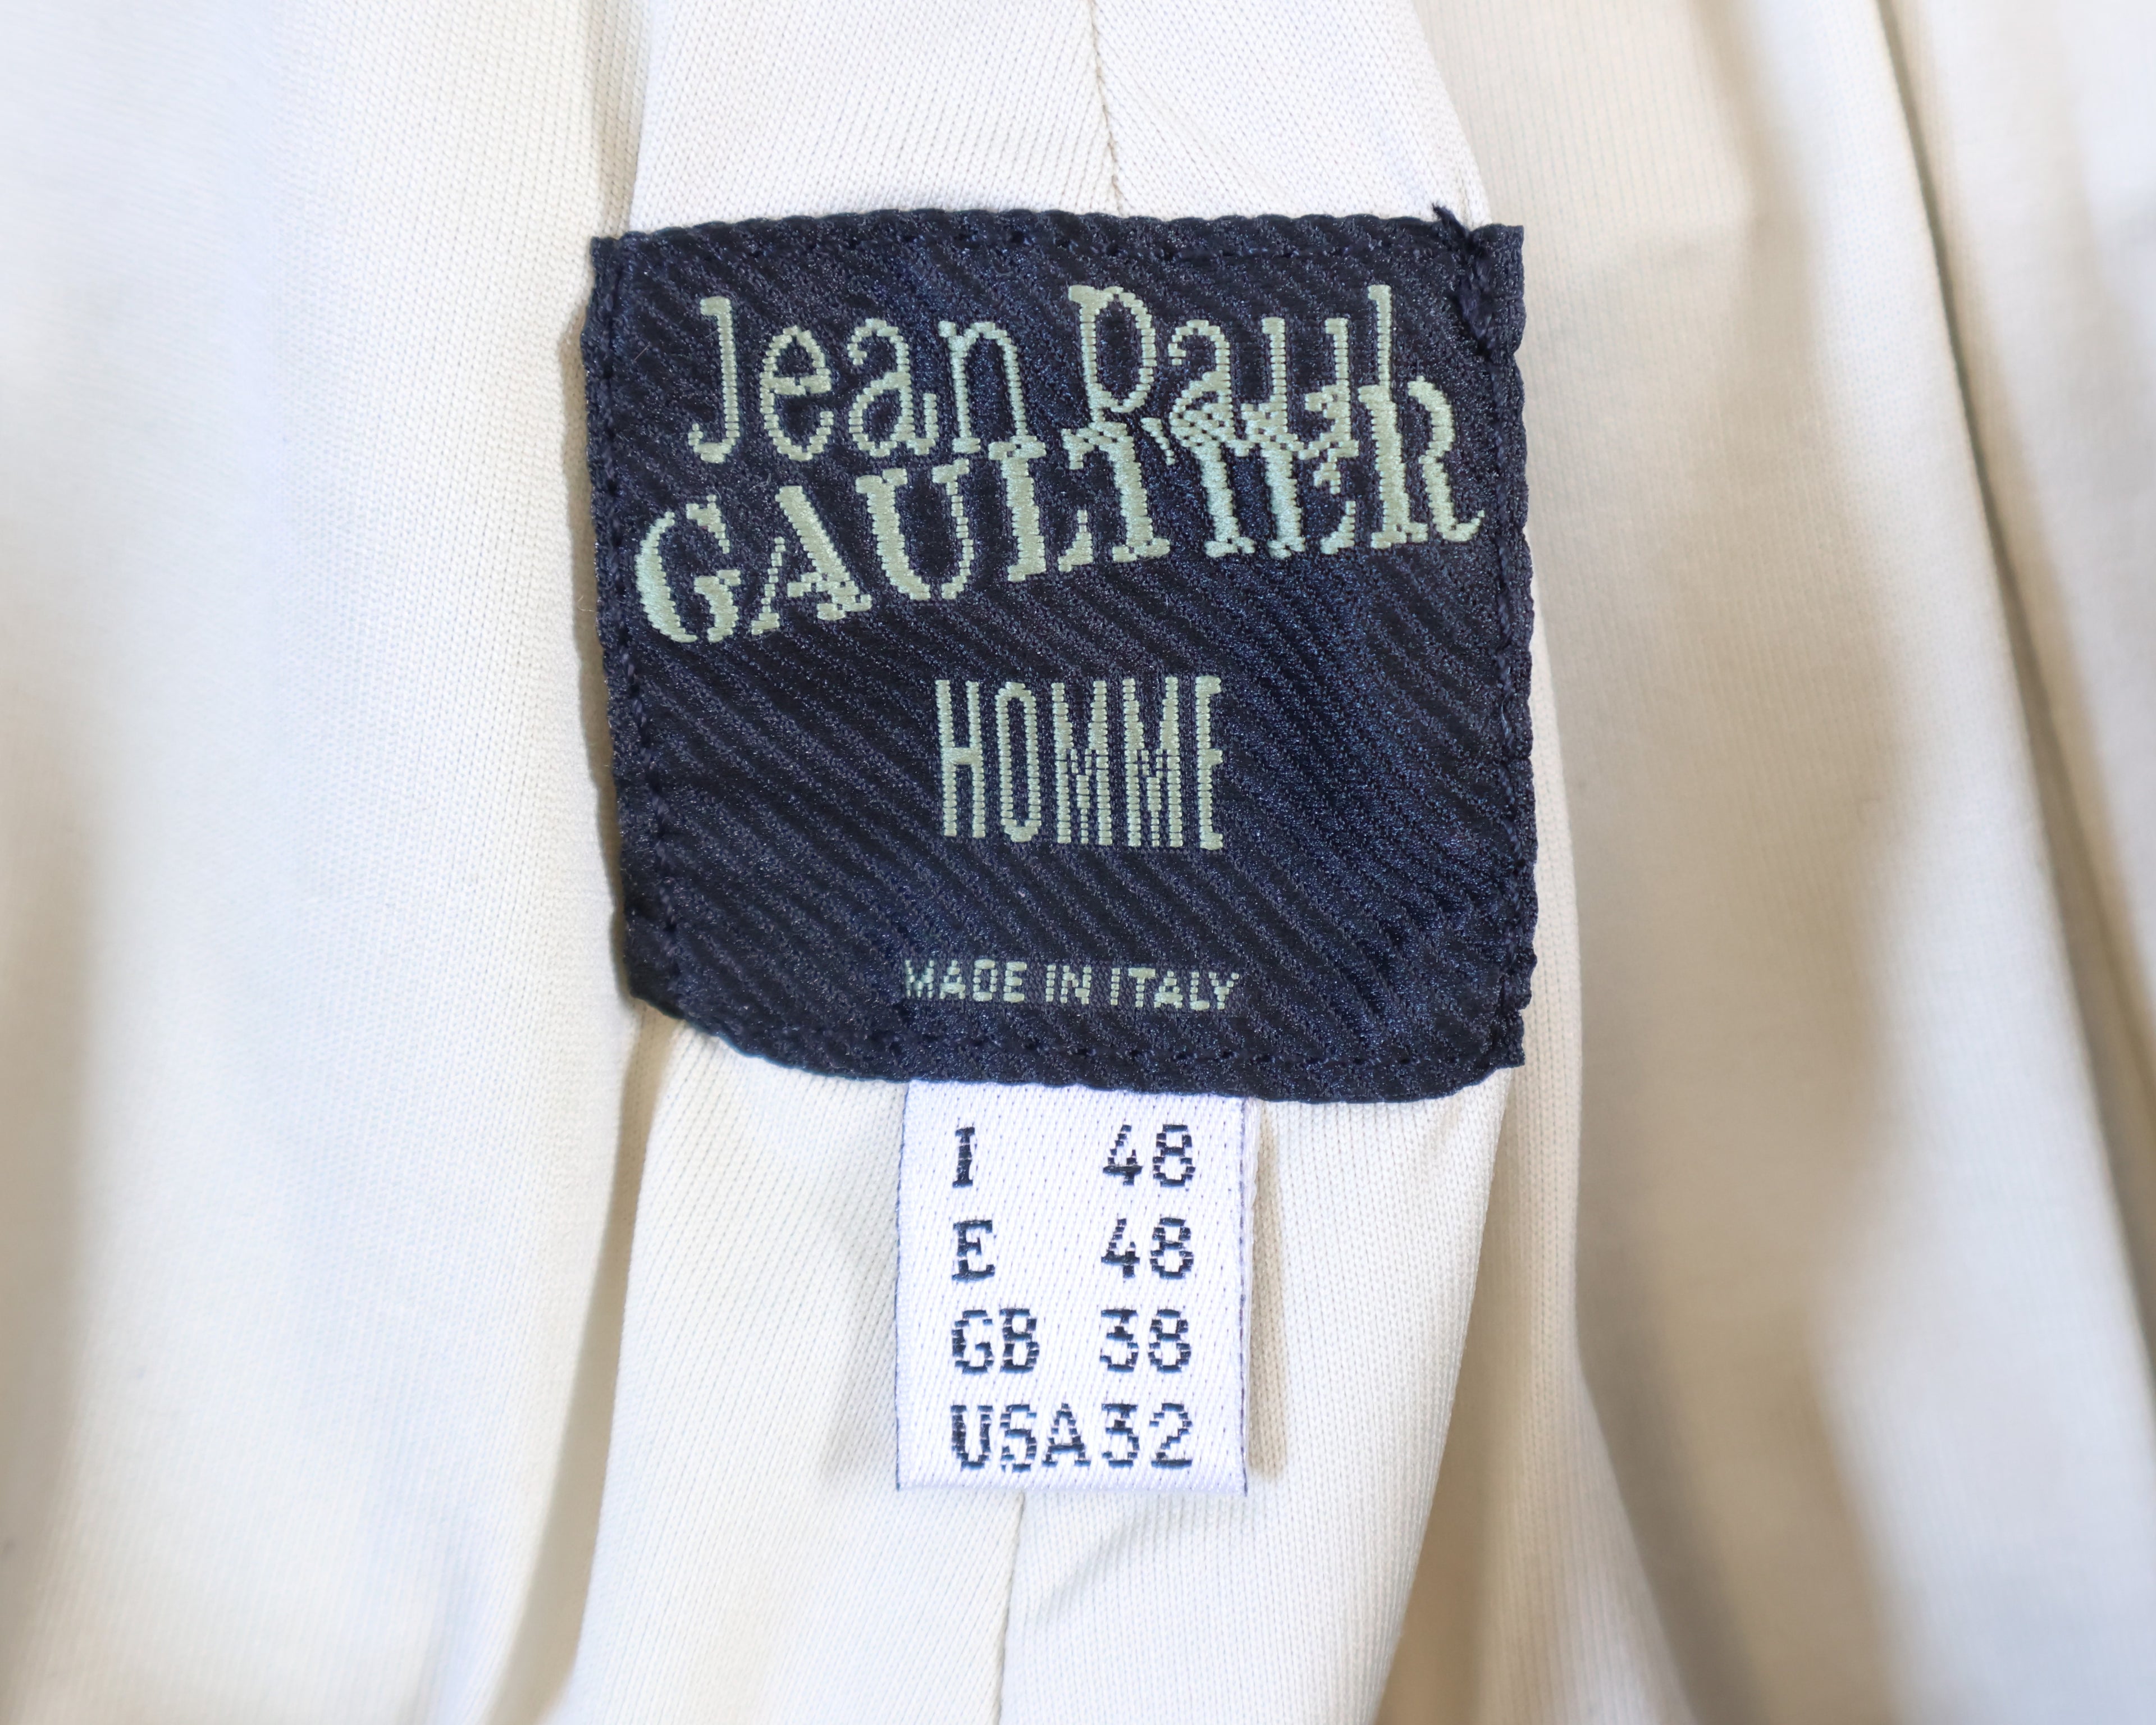 Jean Paul
GAULTIER
HOMME
MADE IN ITALY
I 48
E 48
GB 38
USA32